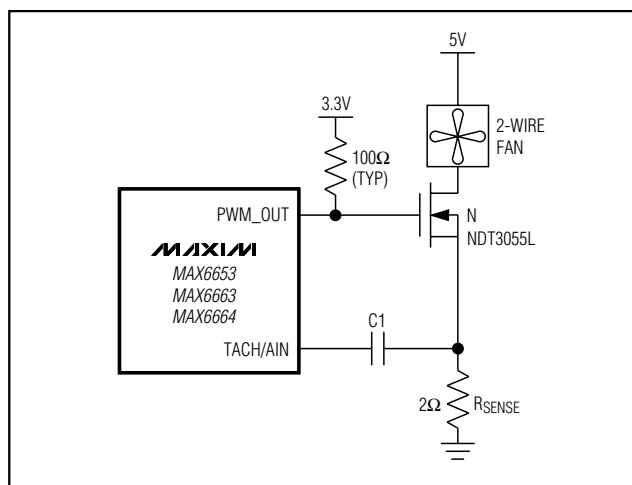 5V
3.3V
2-WIRE
FAN
100Ω
(TYP)
PWM_OUT
N
NDT3055L
MAXIM
MAX6653
MAX6663
MAX6664
C1
TACH/AIN
2Ω
RSENSE